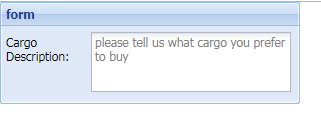 form
Cargo
Description:
please tell us what cargo you prefer
to buy